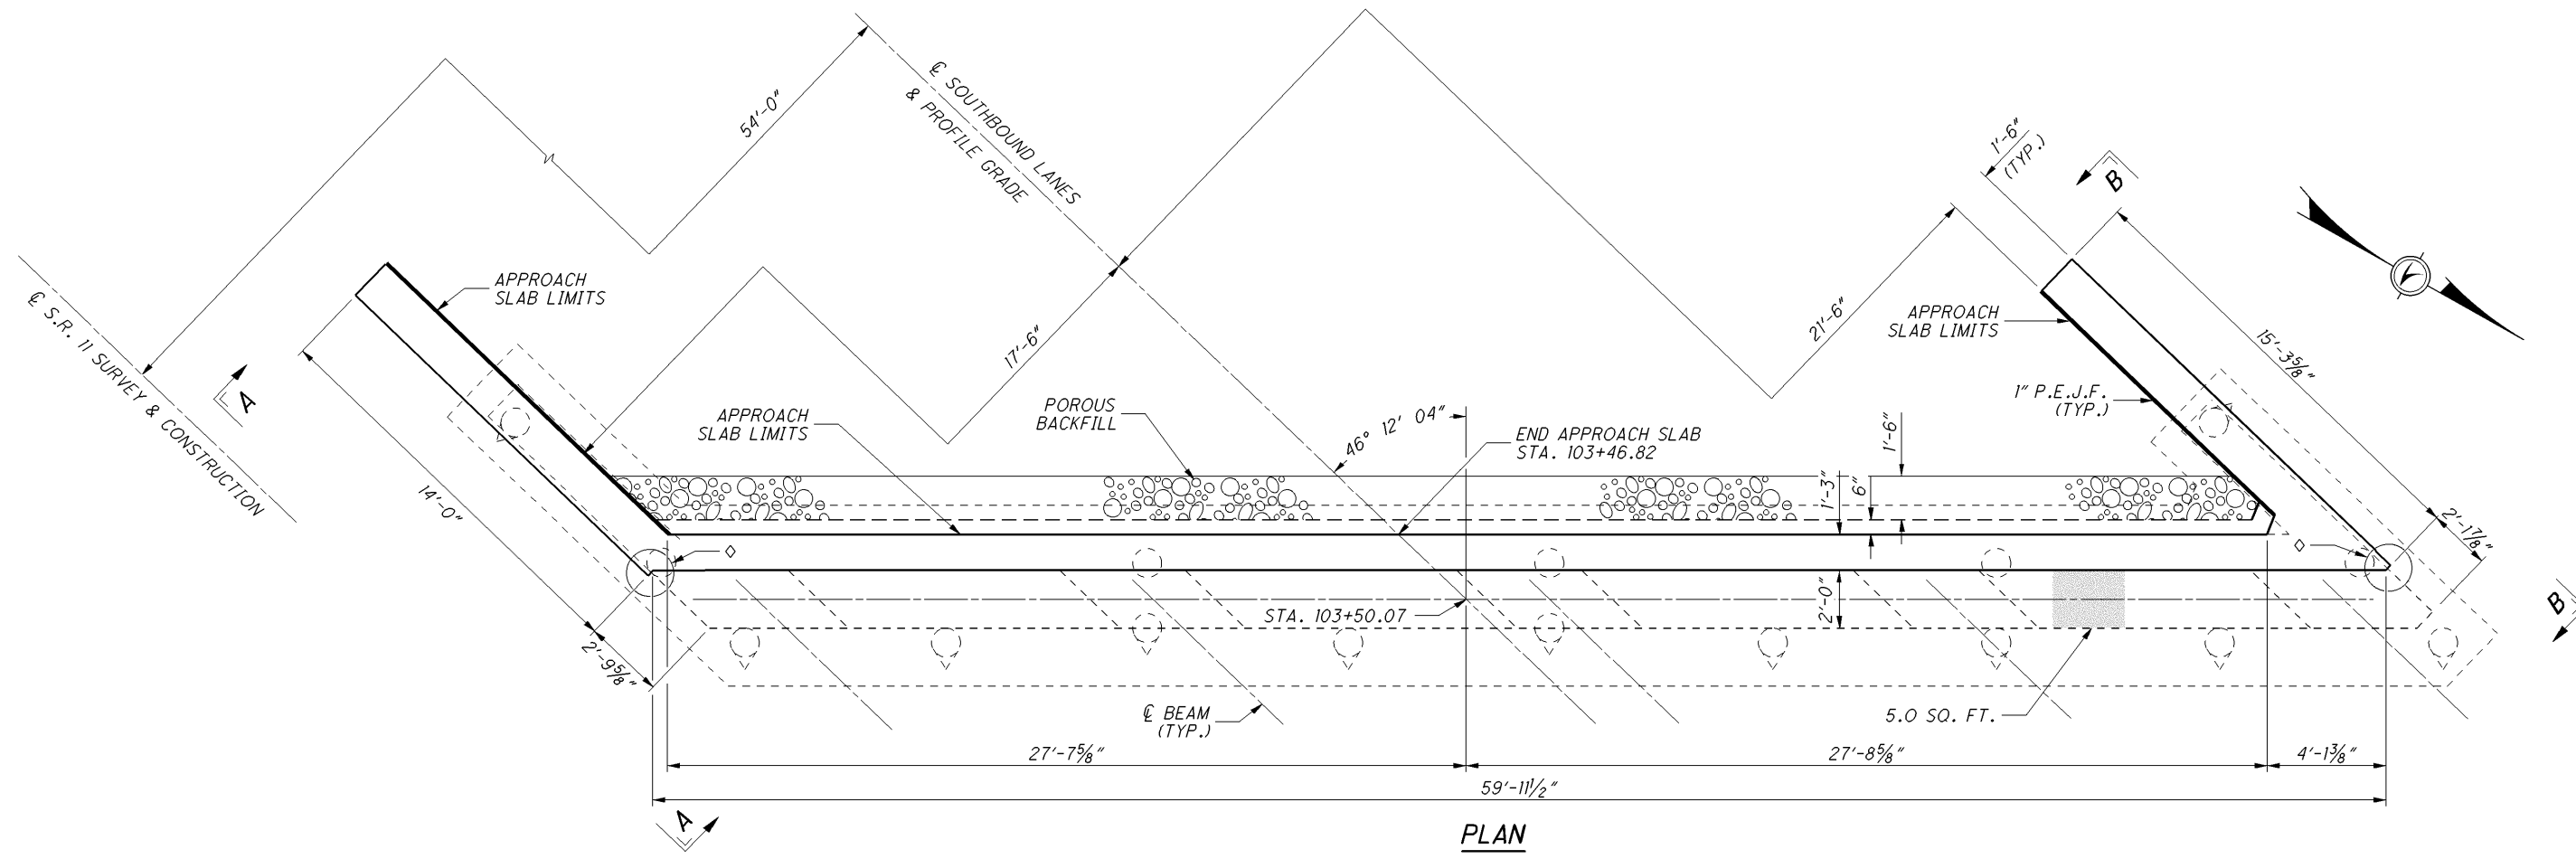 54'-0"
℄ SOUTHBOUND LANES
& PROFILE GRADE
1'-6"
(TYP.)
B
APPROACH
SLAB LIMITS
℄ S.R. 11 SURVEY & CONSTRUCTION
A
17'-6"
21'-6"
APPROACH
SLAB LIMITS
15'-3⅝"
1" P.E.J.F.
(TYP.)
APPROACH
SLAB LIMITS
POROUS
BACKFILL
46° 12' 04"
END APPROACH SLAB
STA. 103+46.82
1'-6"
1'-3"
6"
14'-0"
◊
◊
2'-1⅞"
STA. 103+50.07
2'-0"
B
2'-9⅝"
℄ BEAM
(TYP.)
5.0 SQ. FT.
27'-7⅝"
27'-8⅝"
4'-1⅜"
59'-11½"
A
PLAN